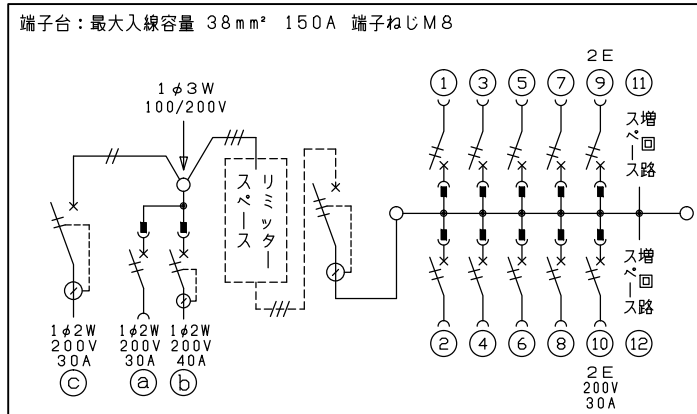 端子台：最大入線容量 38mm² 150A 端子ねじM8
1φ3W
100/200V
リミッター
スペース
1φ2W
200V
30A
ⓒ
1φ2W
200V
30A
ⓐ
1φ2W
200V
40A
ⓑ
2E
① ③ ⑤ ⑦ ⑨ ⑪
増回路
スペース
増回路
スペース
② ④ ⑥ ⑧ ⑩ ⑫
2E
200V
30A